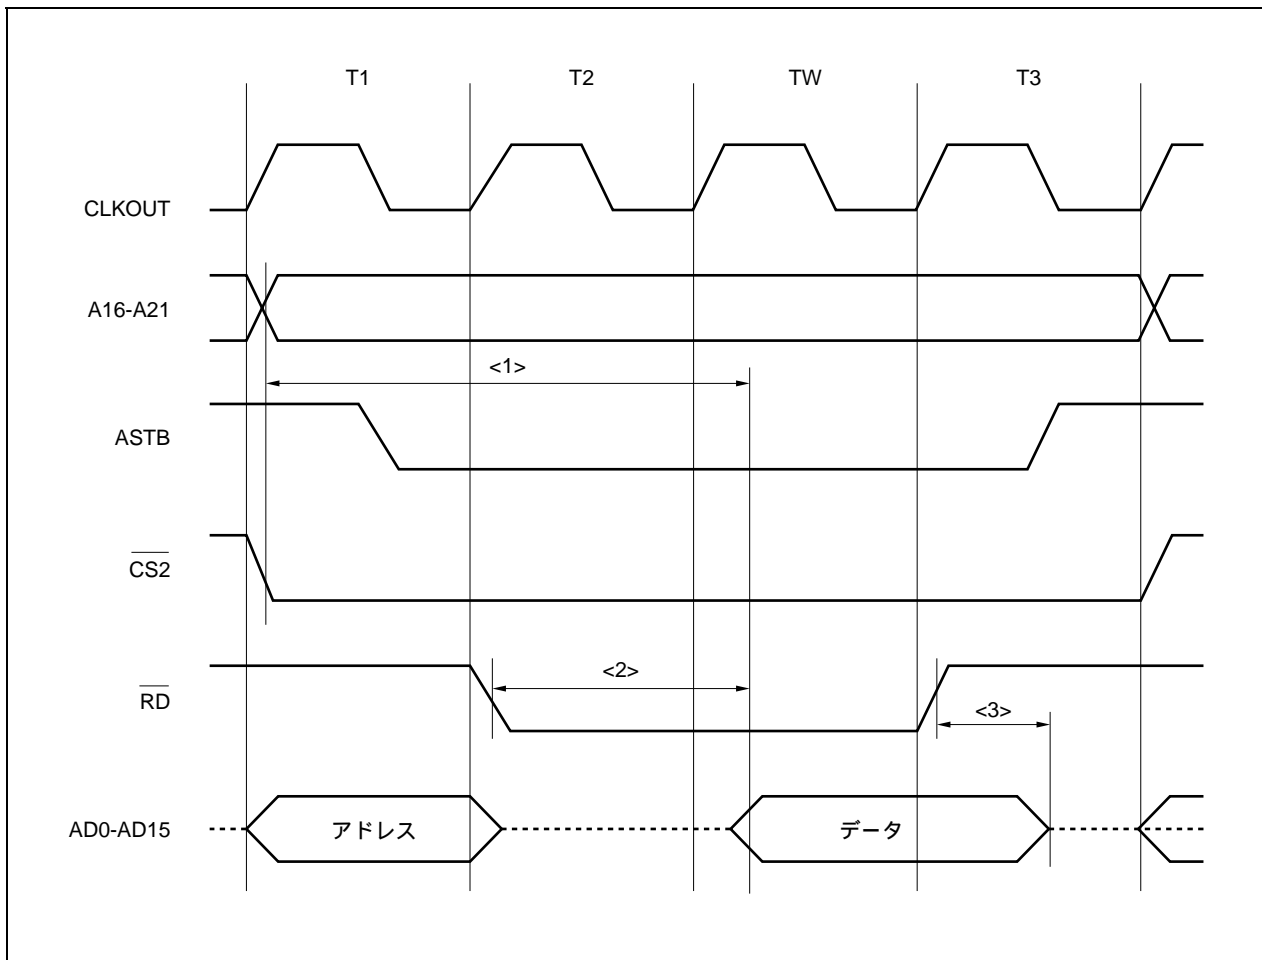 T1 T2 TW T3
CLKOUT
A16-A21
<1>
ASTB
CS2
<2>
RD
<3>
AD0-AD15 アドレス データ